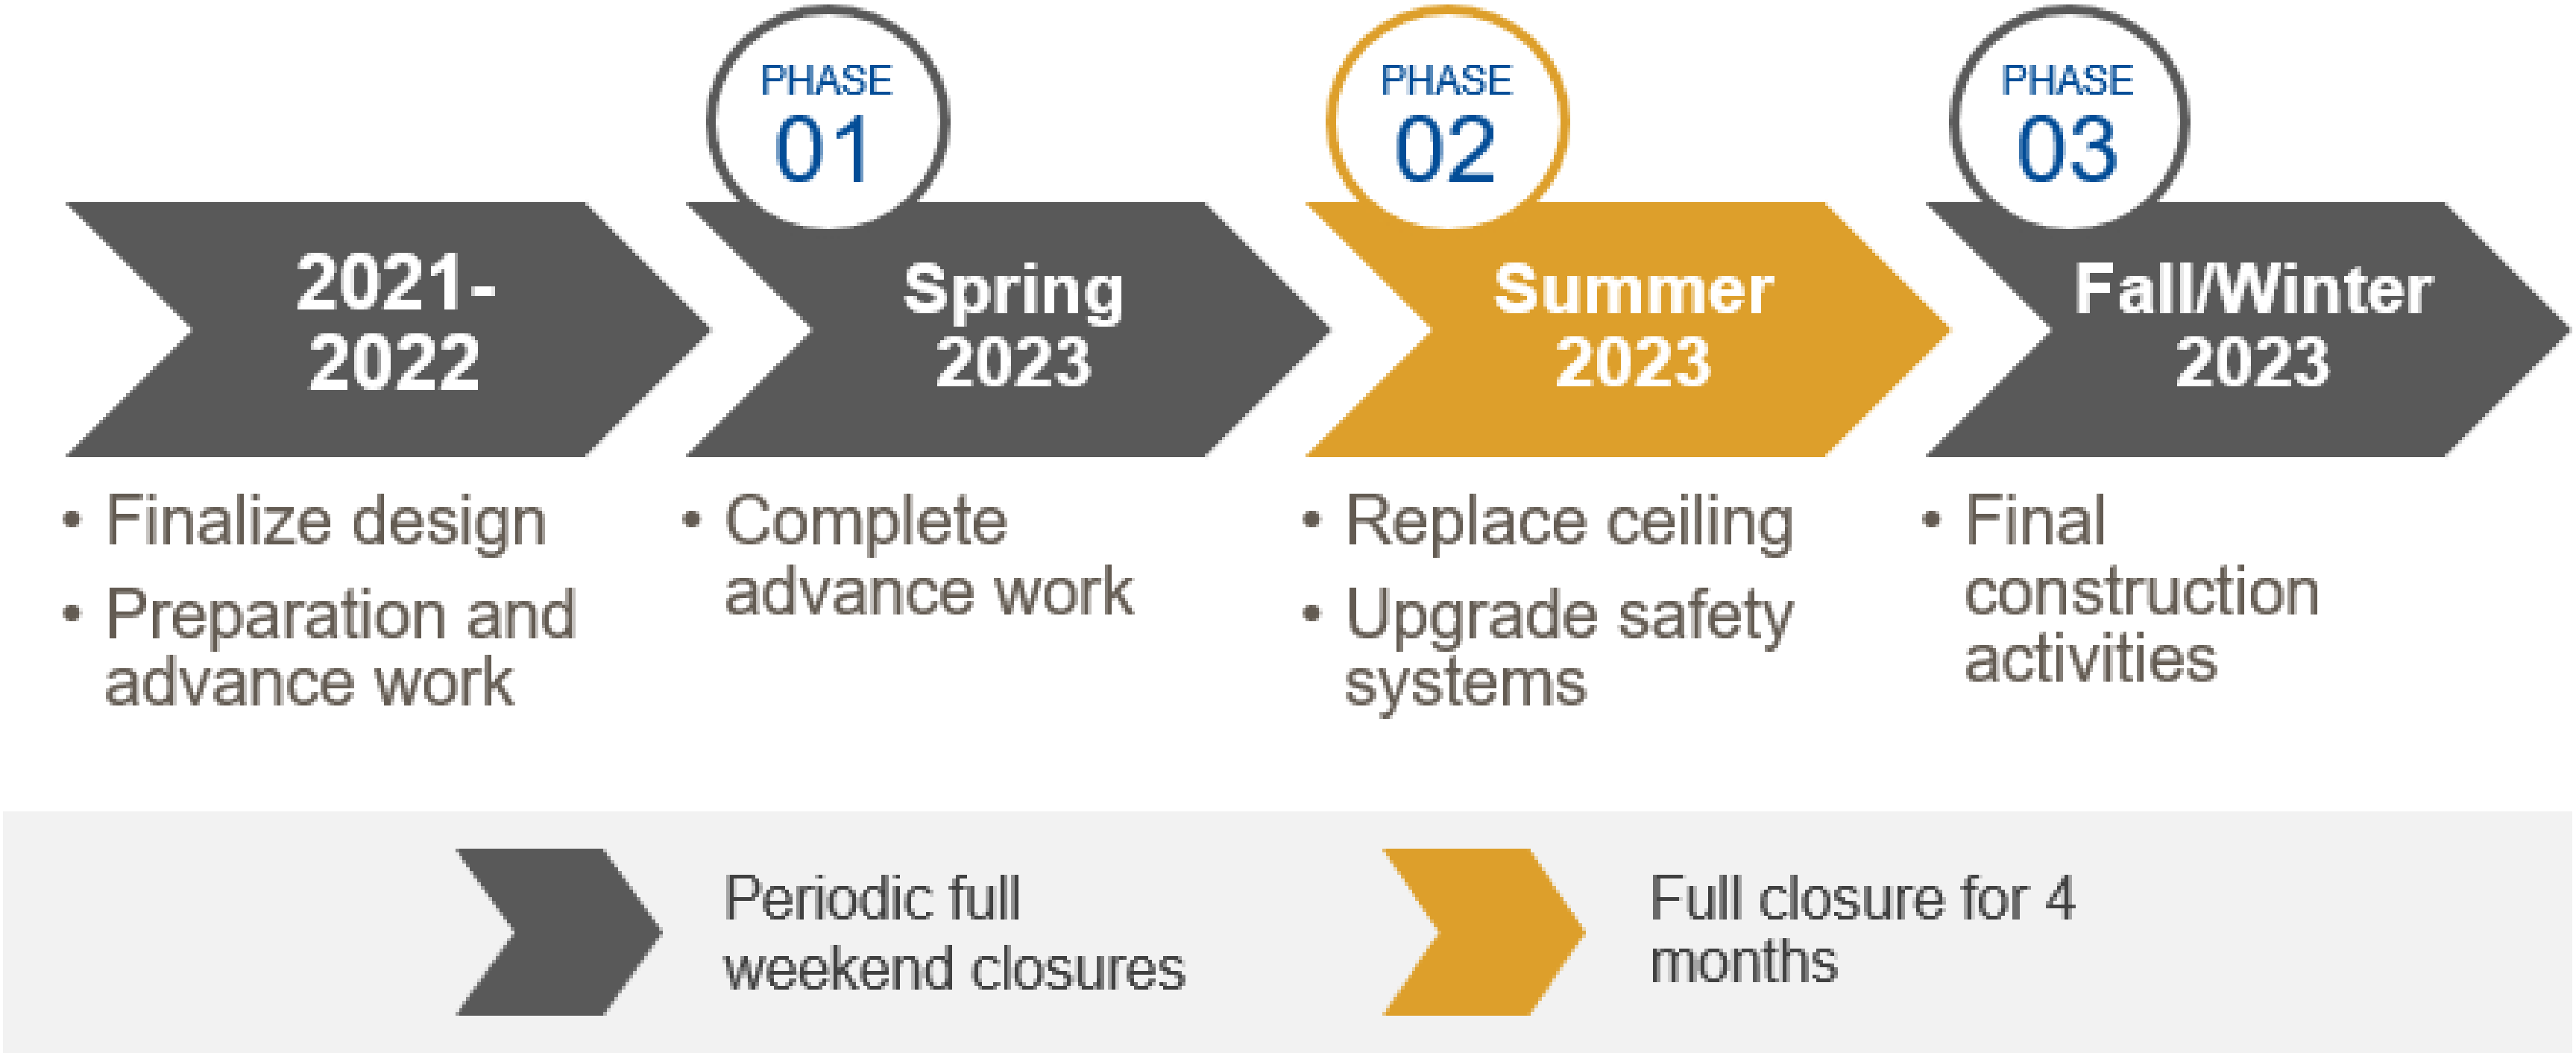 PHASE
01
PHASE
02
PHASE
03
2021-
2022
Spring
2023
Summer
2023
Fall/Winter
2023
• Finalize design
• Preparation and
advance work
• Complete
advance work
• Replace ceiling
• Upgrade safety
systems
• Final
construction
activities
Periodic full
weekend closures
Full closure for 4
months